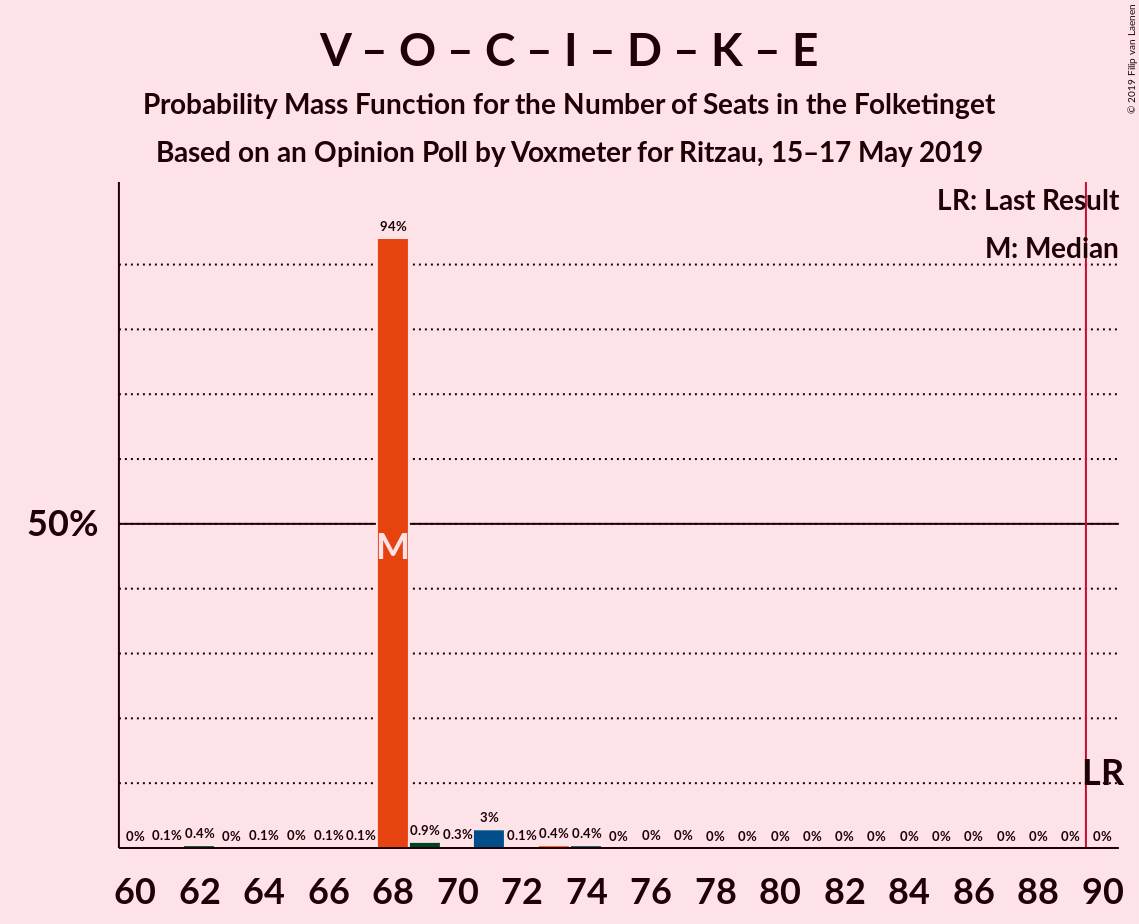 V – O – C – I – D – K – E
Probability Mass Function for the Number of Seats in the Folketinget
Based on an Opinion Poll by Voxmeter for Ritzau, 15–17 May 2019
© 2019 Filip van Laenen
LR: Last Result
M: Median
94%
50%
M
LR
0% 0.1% 0.4% 0% 0.1% 0% 0.1% 0.1% 0.9% 0.3% 3% 0.1% 0.4% 0.4% 0% 0% 0% 0% 0% 0% 0% 0% 0% 0% 0% 0% 0% 0% 0% 0%
60 62 64 66 68 70 72 74 76 78 80 82 84 86 88 90